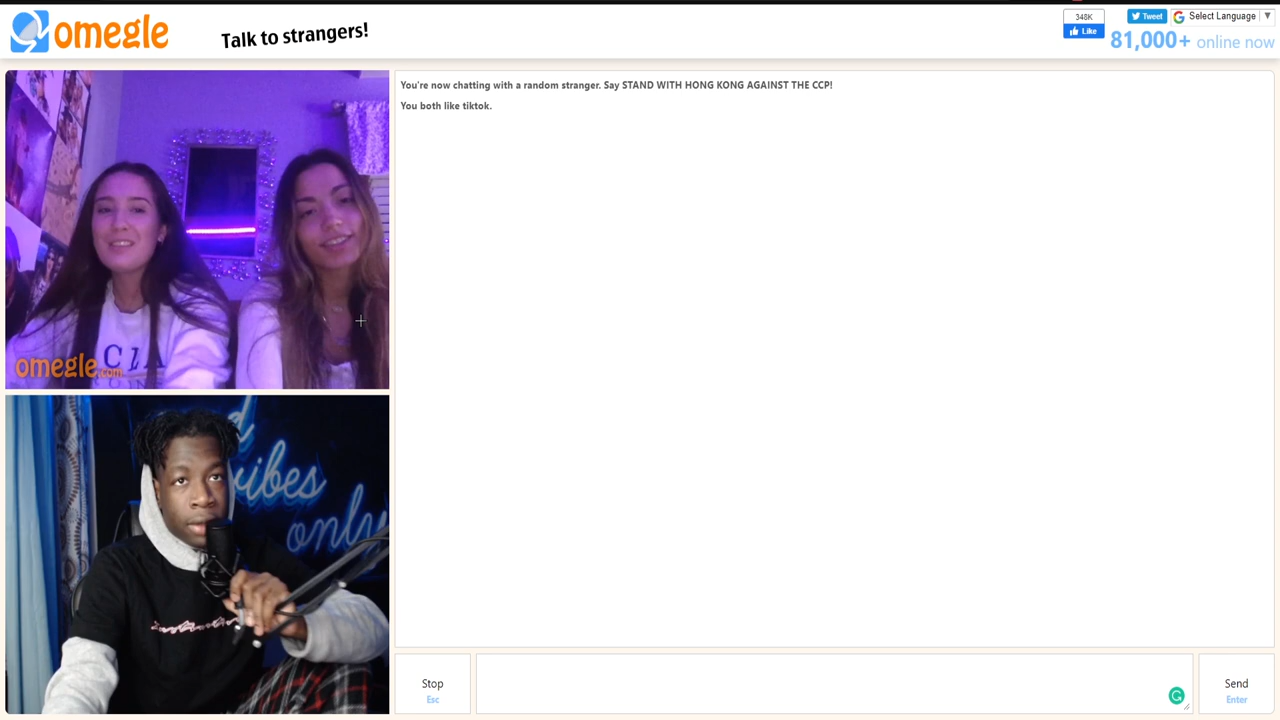 omegle
Talk to strangers!
348K
Like
Tweet
Select Language
81,000+ online now
You're now chatting with a random stranger. Say STAND WITH HONG KONG AGAINST THE CCP!
You both like tiktok.
omegle.com
vibes
only
Stop
Esc
Send
Enter